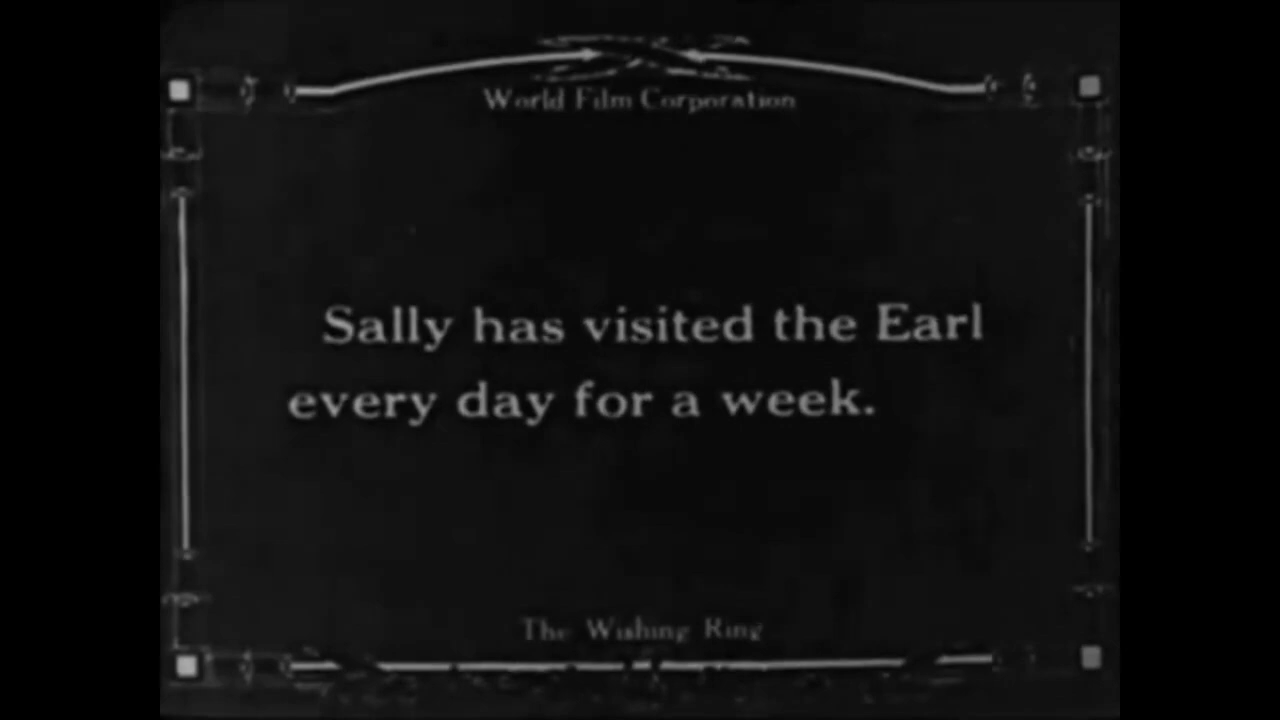 World Film Corporation
Sally has visited the Earl
every day for a week.
The Wishing Ring